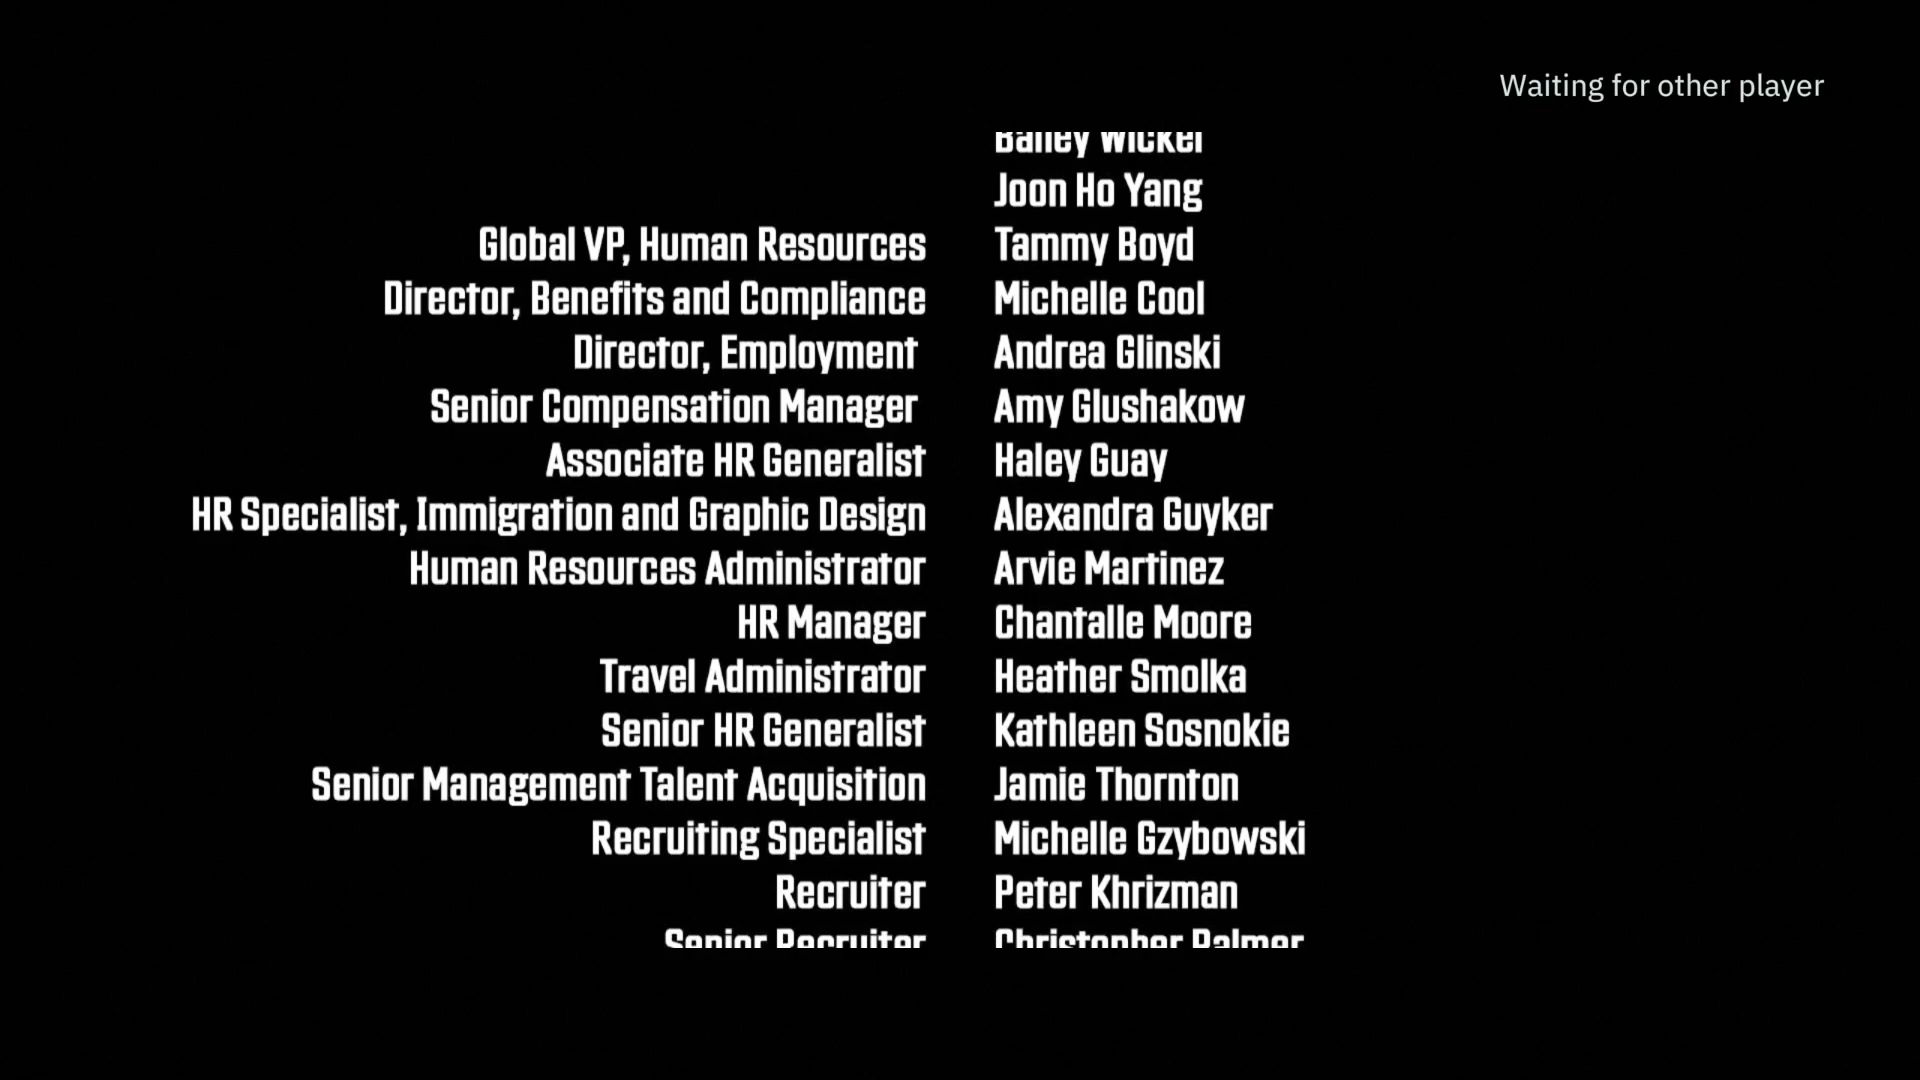 Waiting for other player
Bailey Wickel
Joon Ho Yang
Global VP, Human Resources Tammy Boyd
Director, Benefits and Compliance Michelle Cool
Director, Employment Andrea Glinski
Senior Compensation Manager Amy Glushakow
Associate HR Generalist Haley Guay
HR Specialist, Immigration and Graphic Design Alexandra Guyker
Human Resources Administrator Arvie Martinez
HR Manager Chantalle Moore
Travel Administrator Heather Smolka
Senior HR Generalist Kathleen Sosnokie
Senior Management Talent Acquisition Jamie Thornton
Recruiting Specialist Michelle Gzybowski
Recruiter Peter Khrizman
Senior Recruiter Christopher Palmer